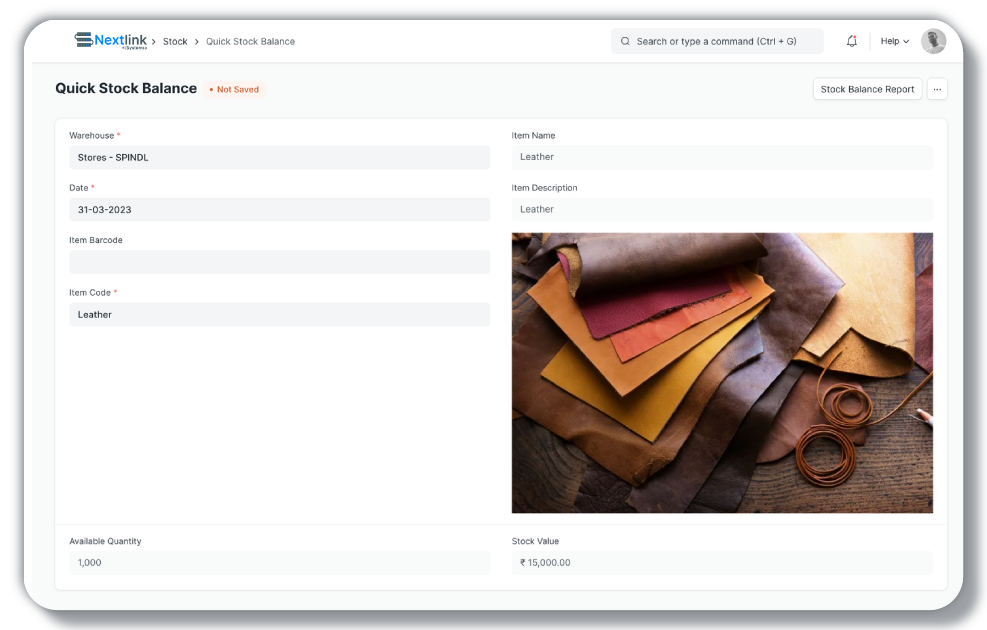 Nextlink
</Systems>
> Stock > Quick Stock Balance
Search or type a command (Ctrl + G)
Help
Quick Stock Balance
• Not Saved
Stock Balance Report
...
Warehouse *
Stores - SPINDL
Date *
31-03-2023
Item Barcode
Item Code *
Leather
Item Name
Leather
Item Description
Leather
Available Quantity
1,000
Stock Value
₹ 15,000.00